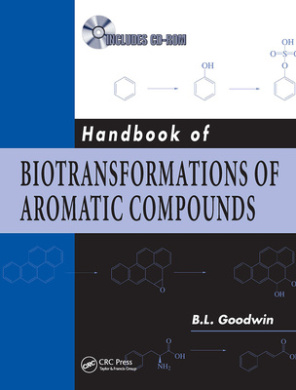 INCLUDES CD-ROM
OH
OH
O=S=O
O
Handbook of
BIOTRANSFORMATIONS OF
AROMATIC COMPOUNDS
O
O
OH
B.L. Goodwin
CRC Press
Taylor & Francis Group
OH
NH2
OH